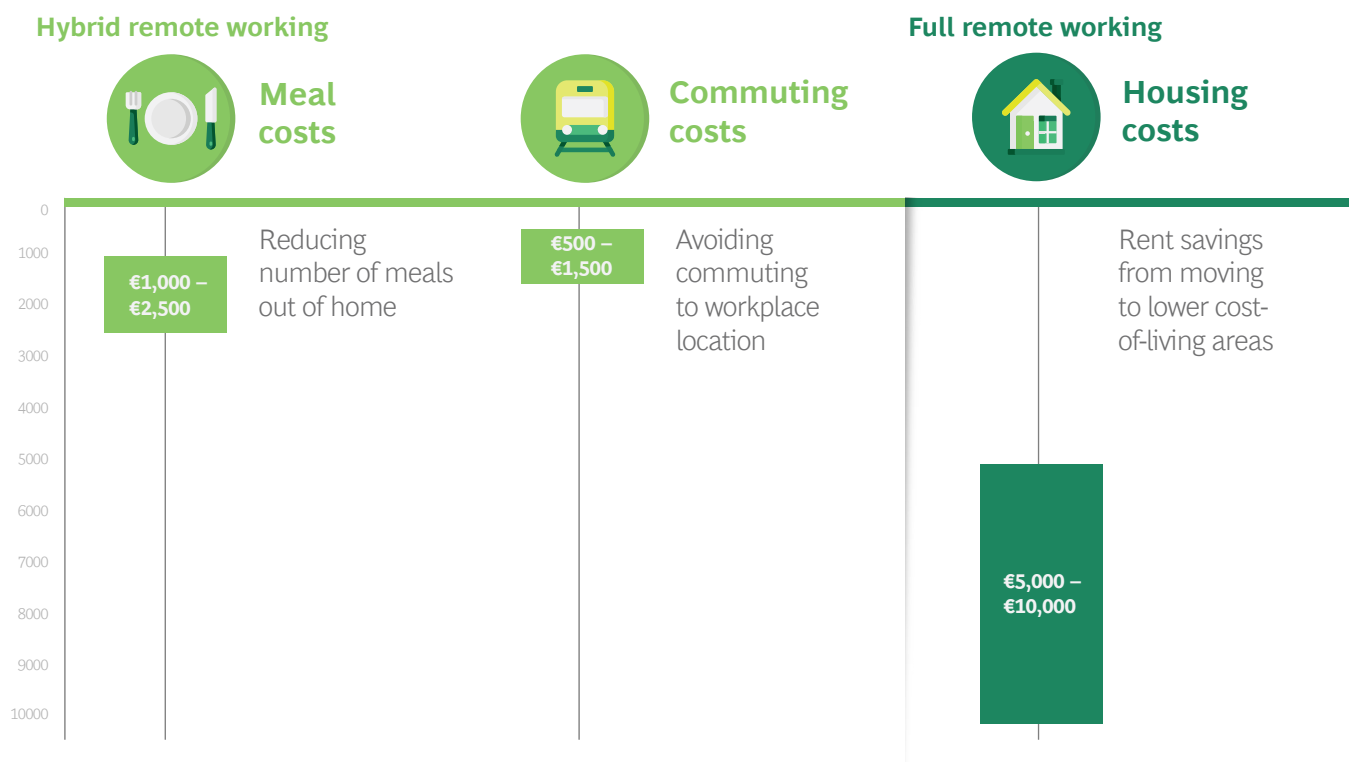 Hybrid remote working
Full remote working
Meal
costs
Commuting
costs
Housing
costs
0
1000
2000
3000
4000
5000
6000
7000
8000
9000
10000
€1,000 –
€2,500
Reducing
number of meals
out of home
€500 –
€1,500
Avoiding
commuting
to workplace
location
Rent savings
from moving
to lower cost-
of-living areas
€5,000 –
€10,000